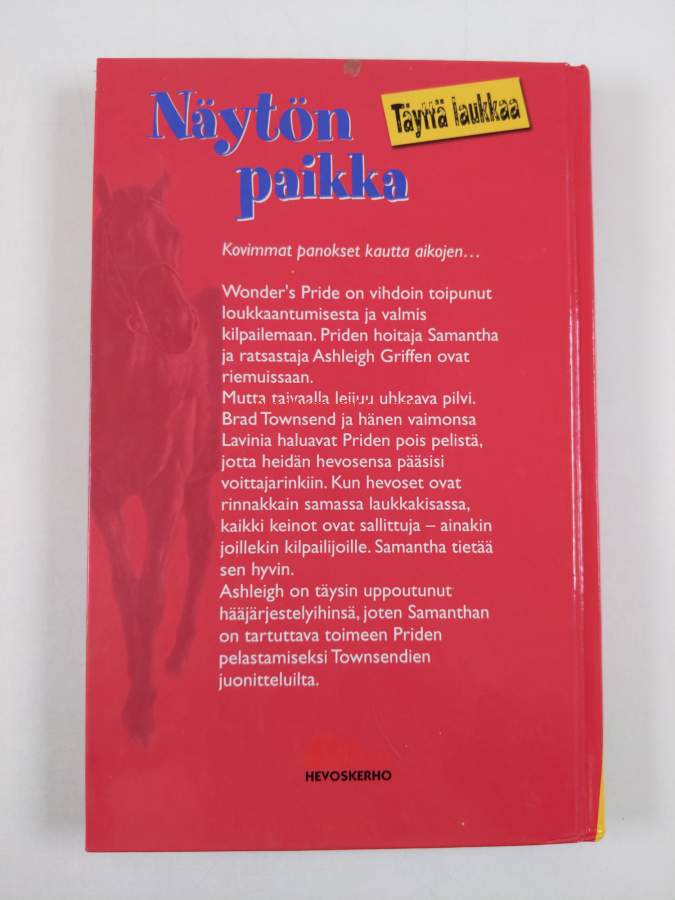 Näytön
paikka
Täyttä laukkaa
Kovimmat panokset kautta aikojen…
Wonder's Pride on vihdoin toipunut
loukkaantumisesta ja valmis
kilpailemaan. Priden hoitaja Samantha
ja ratsastaja Ashleigh Griffen ovat
riemuissaan.
Mutta taivaalla leijuu uhkaava pilvi.
Brad Townsend ja hänen vaimonsa
Lavinia haluavat Priden pois pelistä,
jotta heidän hevosensa pääsisi
voittajarinkiin. Kun hevoset ovat
rinnakkain samassa laukkakisassa,
kaikki keinot ovat sallittuja – ainakin
joillekin kilpailijoille. Samantha tietää
sen hyvin.
Ashleigh on täysin uppoutunut
hääjärjestelyihinsä, joten Samanthan
on tartuttava toimeen Priden
pelastamiseksi Townsendien
juonitteluilta.
HEVOSKERHO